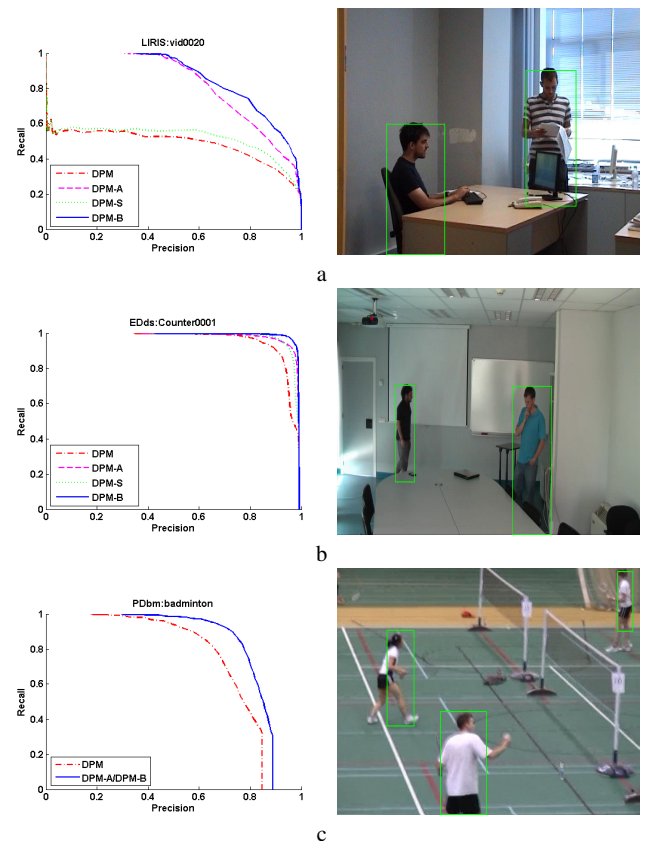 LIRIS:vid0020
1
0.8
0.6
0.4
0.2
0
Recall
DPM
DPM-A
DPM-S
DPM-B
0 0.2 0.4 0.6 0.8 1
Precision
a
EDds:Counter0001
1
0.8
0.6
0.4
0.2
0
Recall
DPM
DPM-A
DPM-S
DPM-B
0 0.2 0.4 0.6 0.8 1
Precision
b
PDbm:badminton
1
0.8
0.6
0.4
0.2
0
Recall
DPM
DPM-A/DPM-B
0 0.2 0.4 0.6 0.8 1
Precision
16
c